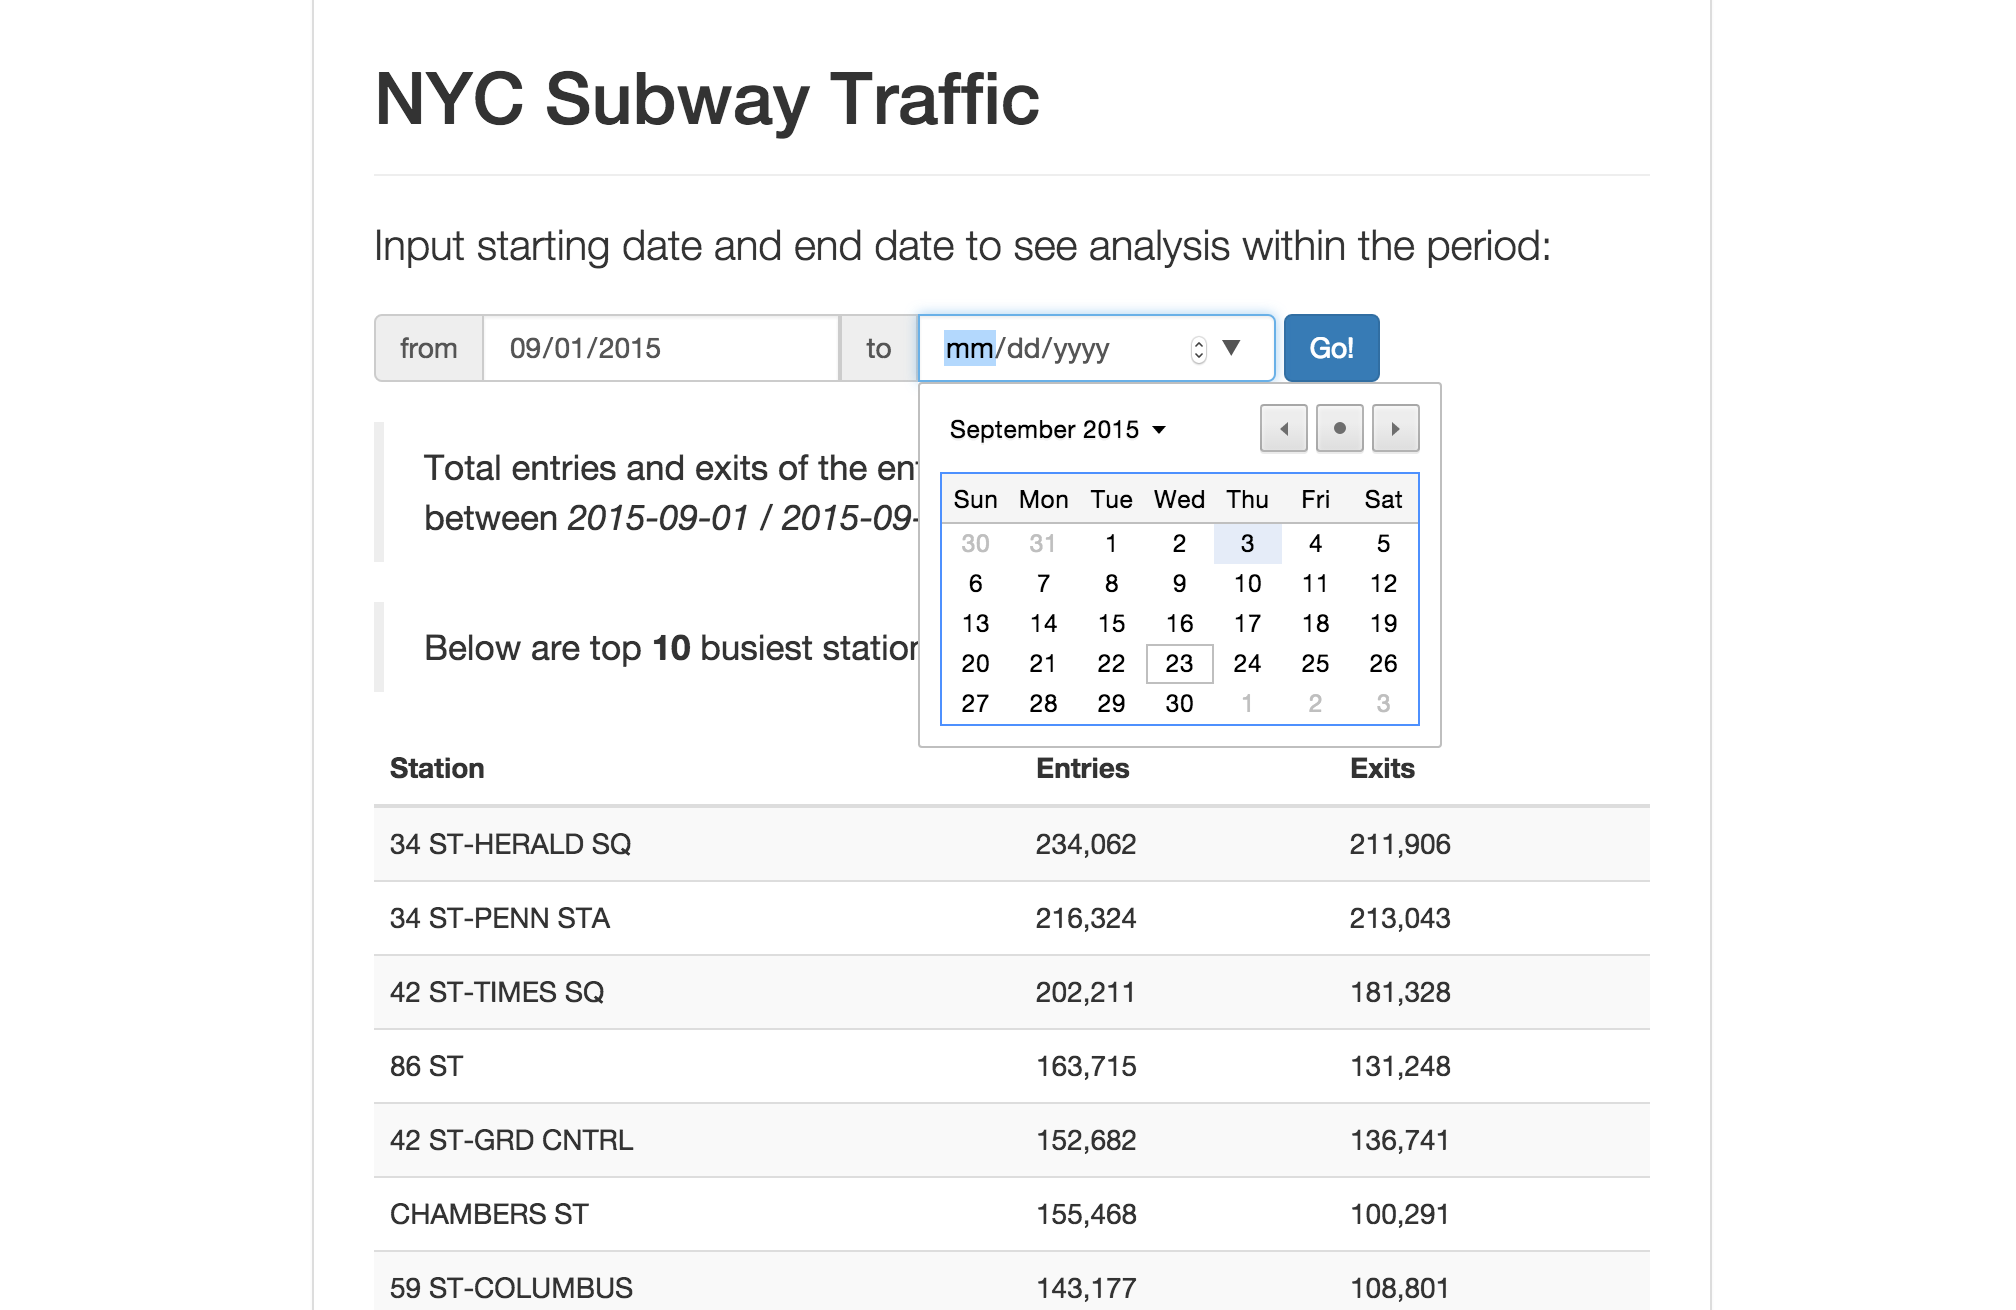 NYC Subway Traffic
Input starting date and end date to see analysis within the period:
from 09/01/2015 to mm/dd/yyyy Go!
September 2015
Sun Mon Tue Wed Thu Fri Sat
30 31 1 2 3 4 5
6 7 8 9 10 11 12
13 14 15 16 17 18 19
20 21 22 23 24 25 26
27 28 29 30 1 2 3
Total entries and exits of the
between 2015-09-01 / 2015-09-
Below are top 10 busiest
Station Entries Exits
34 ST-HERALD SQ 234,062 211,906
34 ST-PENN STA 216,324 213,043
42 ST-TIMES SQ 202,211 181,328
86 ST 163,715 131,248
42 ST-GRD CNTRL 152,682 136,741
CHAMBERS ST 155,468 100,291
59 ST-COLUMBUS 143,177 108,801